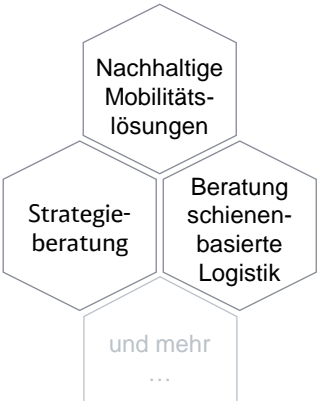 Nachhaltige
Mobilitäts-
lösungen
Strategie-
beratung
Beratung
schienen-
basierte
Logistik
und mehr
...